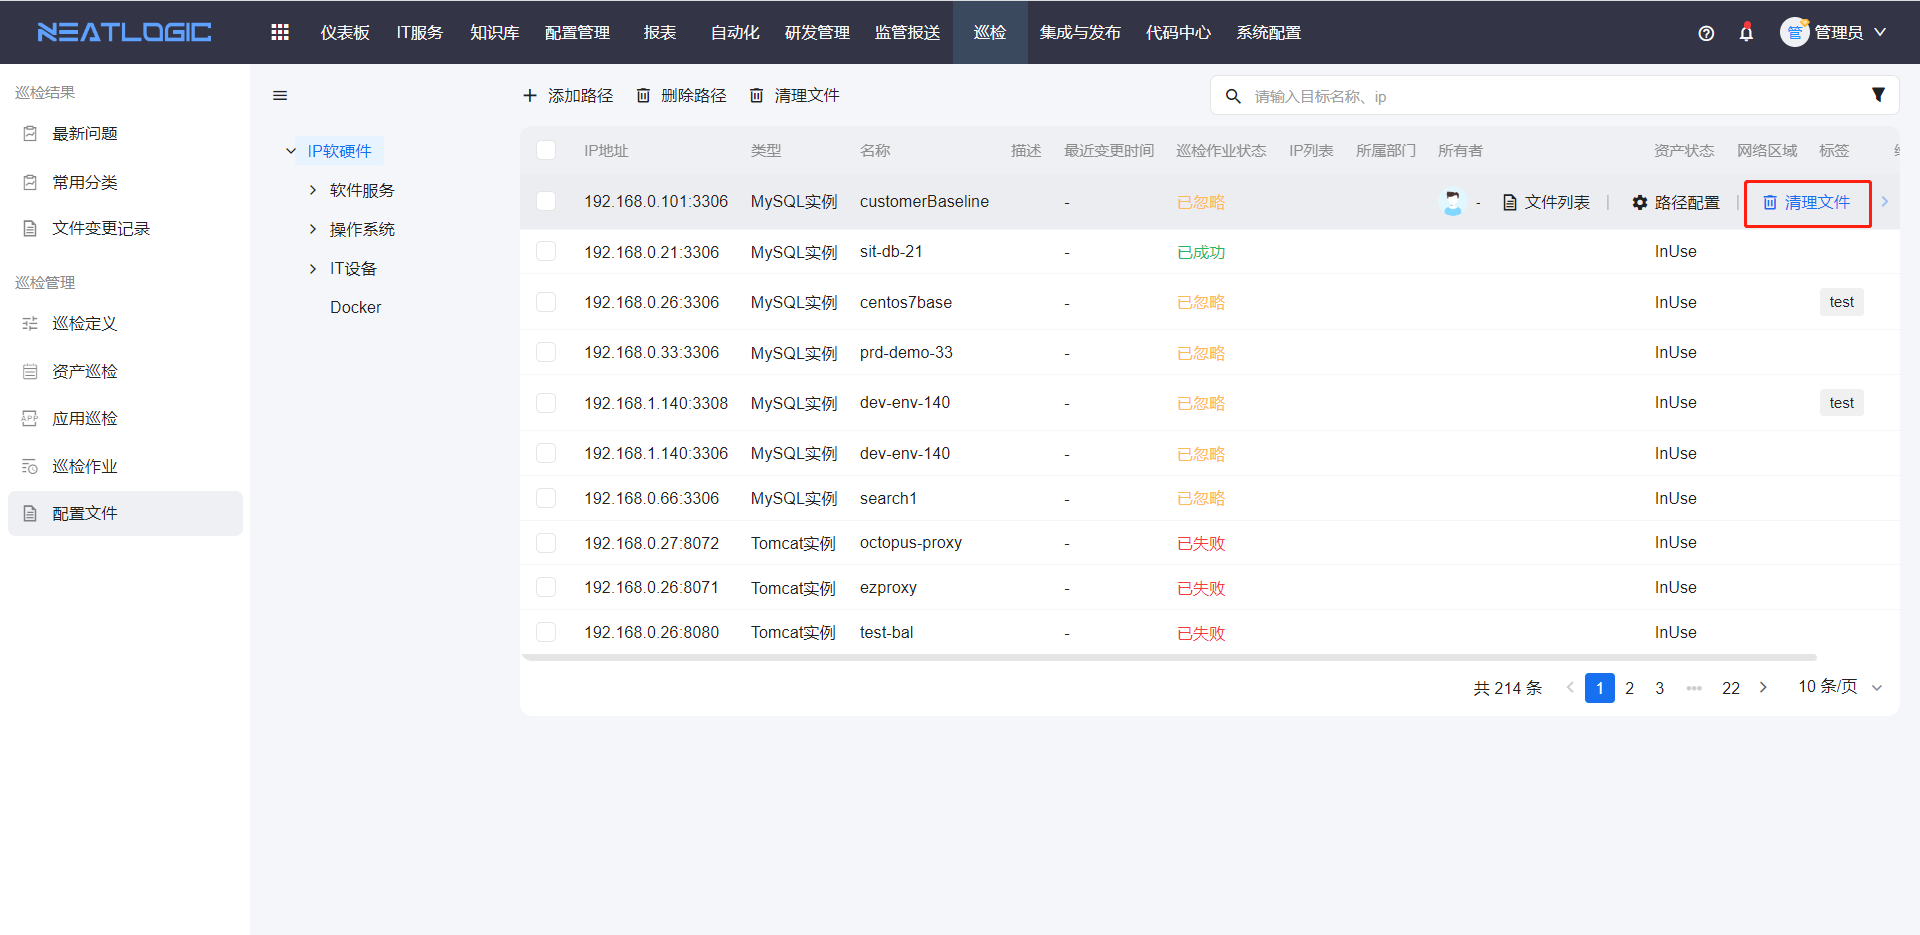 NEATLOGIC 仪表板 IT服务 知识库 配置管理 报表 自动化 研发管理 监管报送 巡检 集成与发布 代码中心 系统配置 管 管理员
巡检结果
最新问题
常用分类
文件变更记录
巡检管理
巡检定义
资产巡检
应用巡检
巡检作业
配置文件
IP软硬件
软件服务
操作系统
IT设备
Docker
添加路径 删除路径 清理文件 请输入目标名称、ip
IP地址 类型 名称 描述 最近变更时间 巡检作业状态 IP列表 所属部门 所有者 资产状态 网络区域 标签
192.168.0.101:3306 MySQL实例 customerBaseline - 已忽略 - 文件列表 | 路径配置 | 清理文件
192.168.0.21:3306 MySQL实例 sit-db-21 - 已成功 InUse
192.168.0.26:3306 MySQL实例 centos7base - 已忽略 InUse test
192.168.0.33:3306 MySQL实例 prd-demo-33 - 已忽略 InUse
192.168.1.140:3308 MySQL实例 dev-env-140 - 已忽略 InUse test
192.168.1.140:3306 MySQL实例 dev-env-140 - 已忽略 InUse
192.168.0.66:3306 MySQL实例 search1 - 已忽略 InUse
192.168.0.27:8072 Tomcat实例 octopus-proxy - 已失败 InUse
192.168.0.26:8071 Tomcat实例 ezproxy - 已失败 InUse
192.168.0.26:8080 Tomcat实例 test-bal - 已失败 InUse
共 214 条 1 2 3 ••• 22 10 条/页